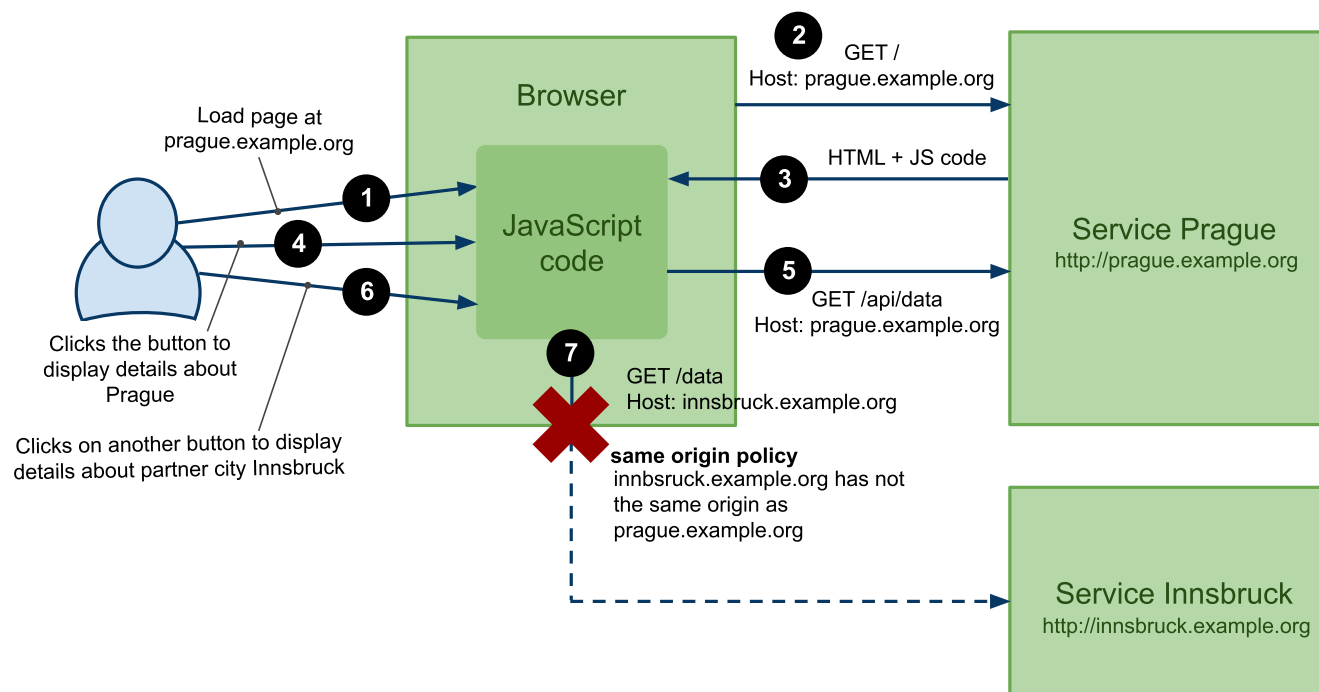 2
GET /
Host: prague.example.org
Browser
Load page at
prague.example.org
1
HTML + JS code
3
JavaScript
code
4
Service Prague
http://prague.example.org
5
6
GET /api/data
Host: prague.example.org
Clicks the button to
display details about
Prague
7
GET /data
Host: innsbruck.example.org
Clicks on another button to display
details about partner city Innsbruck
same origin policy
innbsruck.example.org has not
the same origin as
prague.example.org
Service Innsbruck
http://innsbruck.example.org